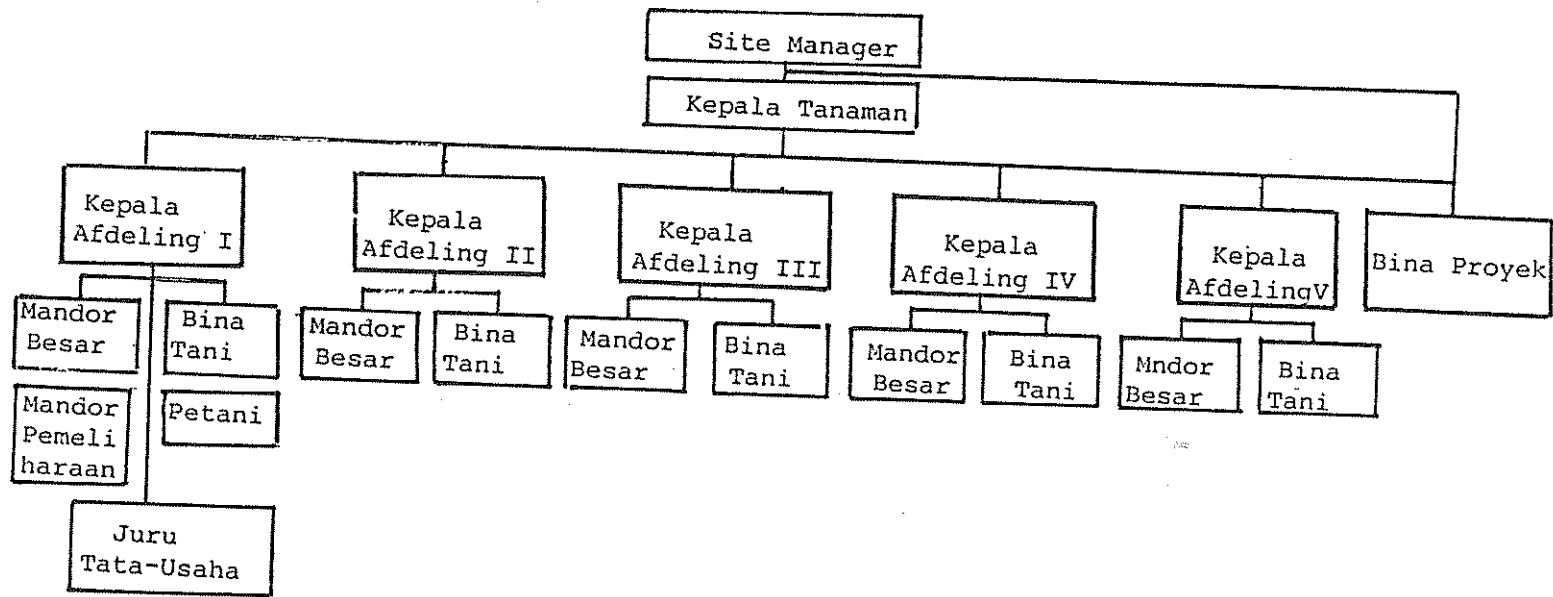 Site Manager
Kepala Tanaman
Kepala
Afdeling I
Kepala
Afdeling II
Kepala
Afdeling III
Kepala
Afdeling IV
Kepala
AfdelingV
Bina Proyek
Mandor
Besar
Bina
Tani
Mandor
Besar
Bina
Tani
Mandor
Besar
Bina
Tani
Mandor
Besar
Bina
Tani
Mndor
Besar
Bina
Tani
Mandor
Pemeli
haraan
Petani
Juru
Tata-Usaha